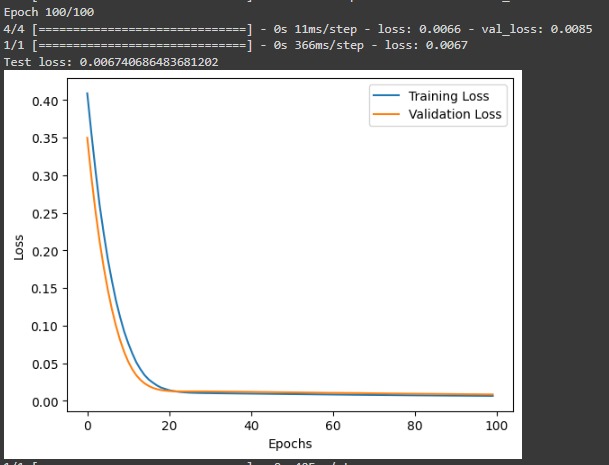 Epoch 100/100
4/4 [==============================] - 0s 11ms/step - loss: 0.0066 - val_loss: 0.0085
1/1 [==============================] - 0s 366ms/step - loss: 0.0067
Test loss: 0.006740686483681202
Training Loss
Validation Loss
0.40
0.35
0.30
0.25
0.20
0.15
0.10
0.05
0.00
Loss
0 20 40 60 80 100
Epochs